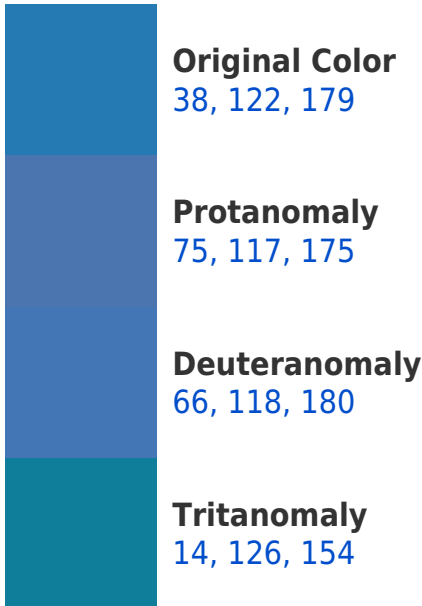 Original Color
38, 122, 179
Protanomaly
75, 117, 175
Deuteranomaly
66, 118, 180
Tritanomaly
14, 126, 154